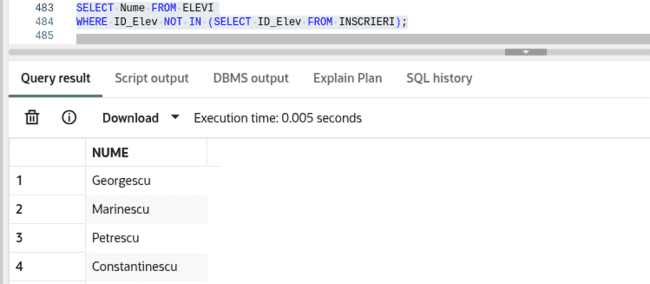 483 SELECT Nume FROM ELEVI
484 WHERE ID_Elev NOT IN (SELECT ID_Elev FROM INSCRIERI);
485
Query result Script output DBMS output Explain Plan SQL history
Download Execution time: 0.005 seconds
NUME
1 Georgescu
2 Marinescu
3 Petrescu
4 Constantinescu